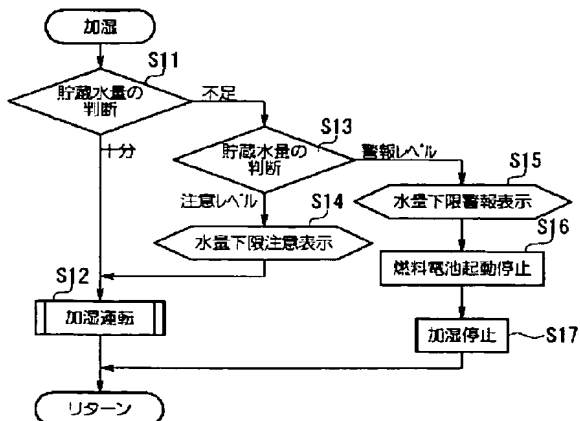 加湿
S11
貯蔵水量の
判断
不足
十分
S13
貯蔵水量の
判断
警報レベル
注意レベル
S14
水量下限注意表示
S15
水量下限警報表示
S16
燃料電池起動停止
S12
加湿運転
加湿停止
S17
リターン